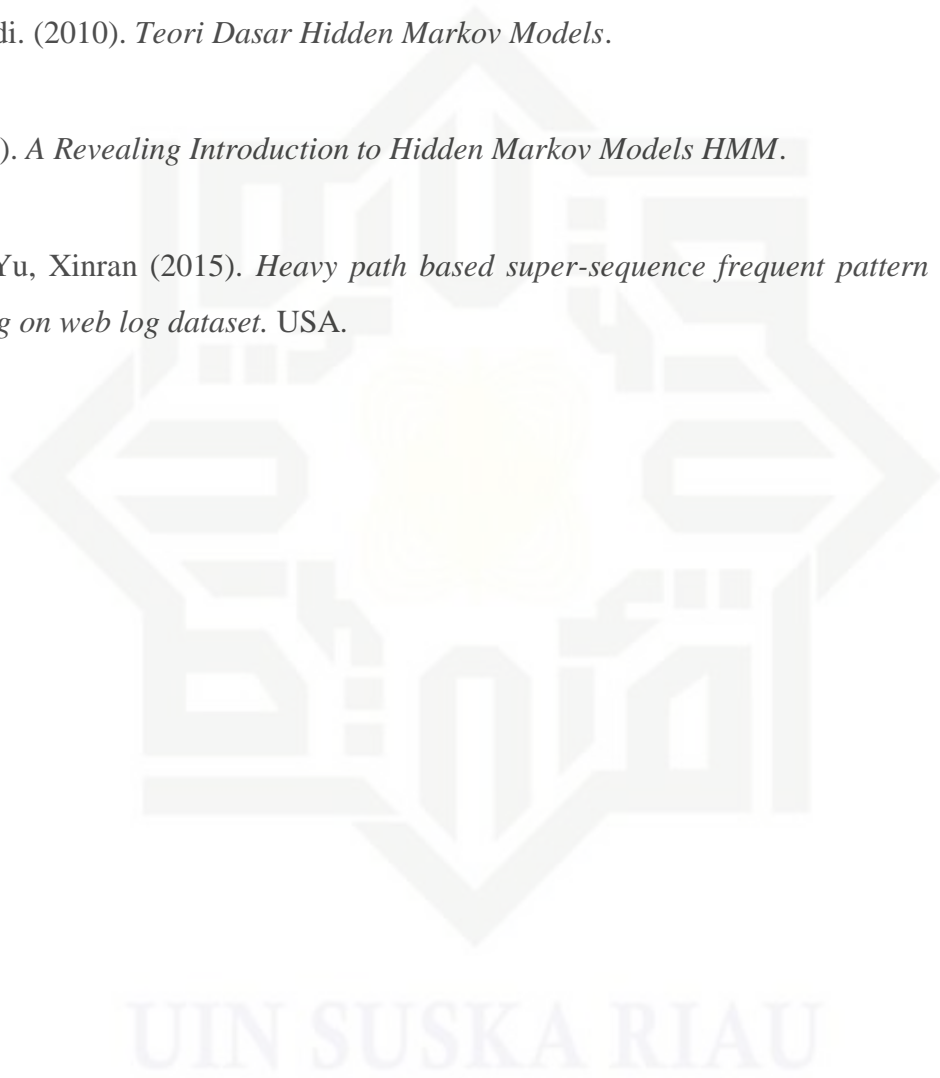 di. (2010). Teori Dasar Hidden Markov Models.
). A Revealing Introduction to Hidden Markov Models HMM.
Yu, Xinran (2015). Heavy path based super-sequence frequent pattern
g on web log dataset. USA.
UIN SUSKA RIAU